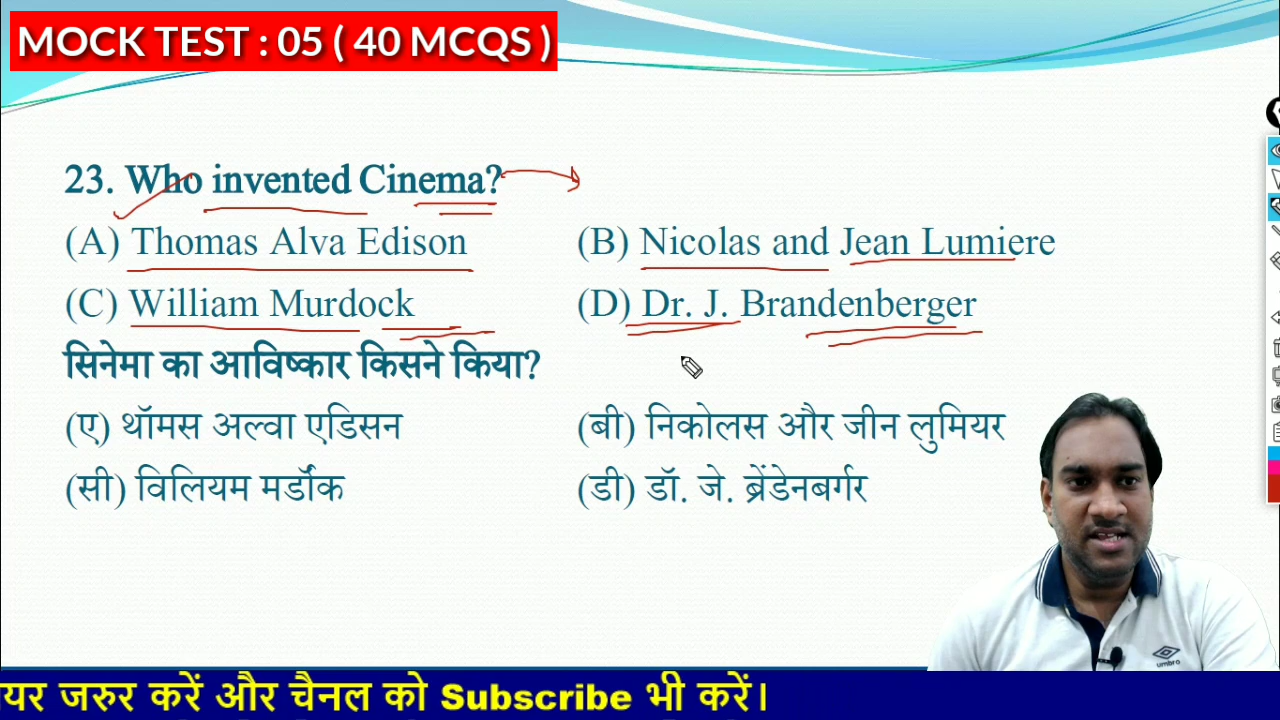 MOCK TEST : 05 ( 40 MCQS )
23. Who invented Cinema?
(A) Thomas Alva Edison (B) Nicolas and Jean Lumiere
(C) William Murdock (D) Dr. J. Brandenberger
सिनेमा का आविष्कार किसने किया?
(ए) थॉमस अल्वा एडिसन (बी) निकोलस और जीन लुमियर
(सी) विलियम मर्डॉक (डी) डॉ. जे. ब्रेंडेनबर्गर
umbro
यर जरुर करें और चैनल को Subscribe भी करें।